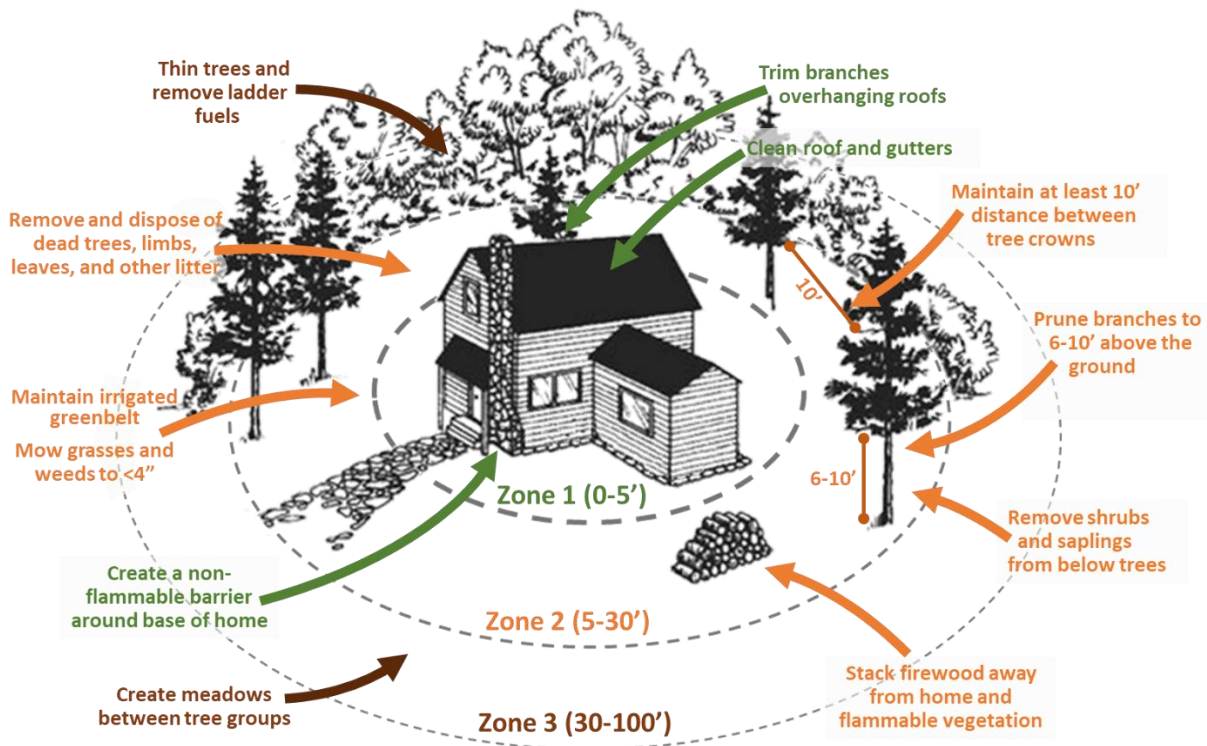 Thin trees and
remove ladder
fuels
Trim branches
overhanging roofs
Clean roof and gutters
Remove and dispose of
dead trees, limbs,
leaves, and other litter
Maintain at least 10’
distance between
tree crowns
10’
Prune branches to
6-10’ above the
ground
Maintain irrigated
greenbelt
Mow grasses and
weeds to <4”
6-10’
Zone 1 (0-5’)
Remove shrubs
and saplings
from below trees
Create a non-
flammable barrier
around base of home
Zone 2 (5-30’)
Stack firewood away
from home and
flammable vegetation
Create meadows
between tree groups
Zone 3 (30-100’)